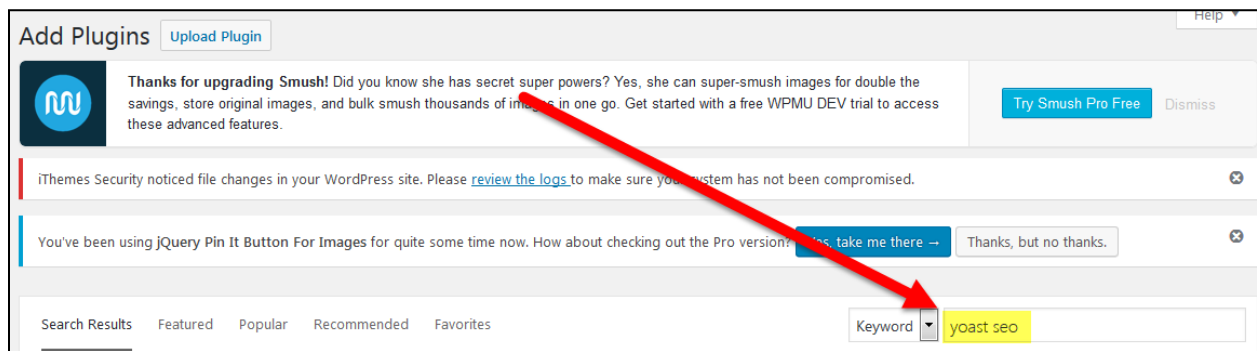 Help
Add Plugins Upload Plugin
Thanks for upgrading Smush! Did you know she has secret super powers? Yes, she can super-smush images for double the
savings, store original images, and bulk smush thousands of images in one go. Get started with a free WPMU DEV trial to access
these advanced features.
Try Smush Pro Free Dismiss
iThemes Security noticed file changes in your WordPress site. Please review the logs to make sure your system has not been compromised.
You've been using jQuery Pin It Button For Images for quite some time now. How about checking out the Pro version? Yes, take me there → Thanks, but no thanks.
Search Results Featured Popular Recommended Favorites Keyword yoast seo